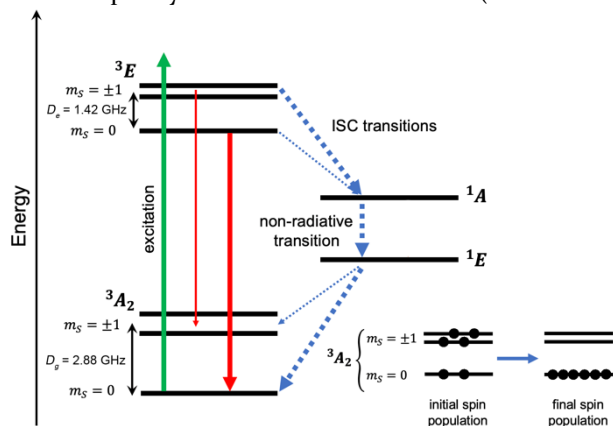 ³E
m_S = ±1
D_e = 1.42 GHz
m_S = 0
ISC transitions
¹A
non-radiative
transition
¹E
Energy
excitation
³A₂
m_S = ±1
D_g = 2.88 GHz
m_S = 0
³A₂
m_S = ±1
m_S = 0
initial spin
population
final spin
population